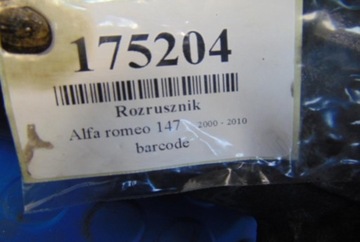 175204
Rozrusznik
Alfa romeo 147 2000 - 2010
barcode